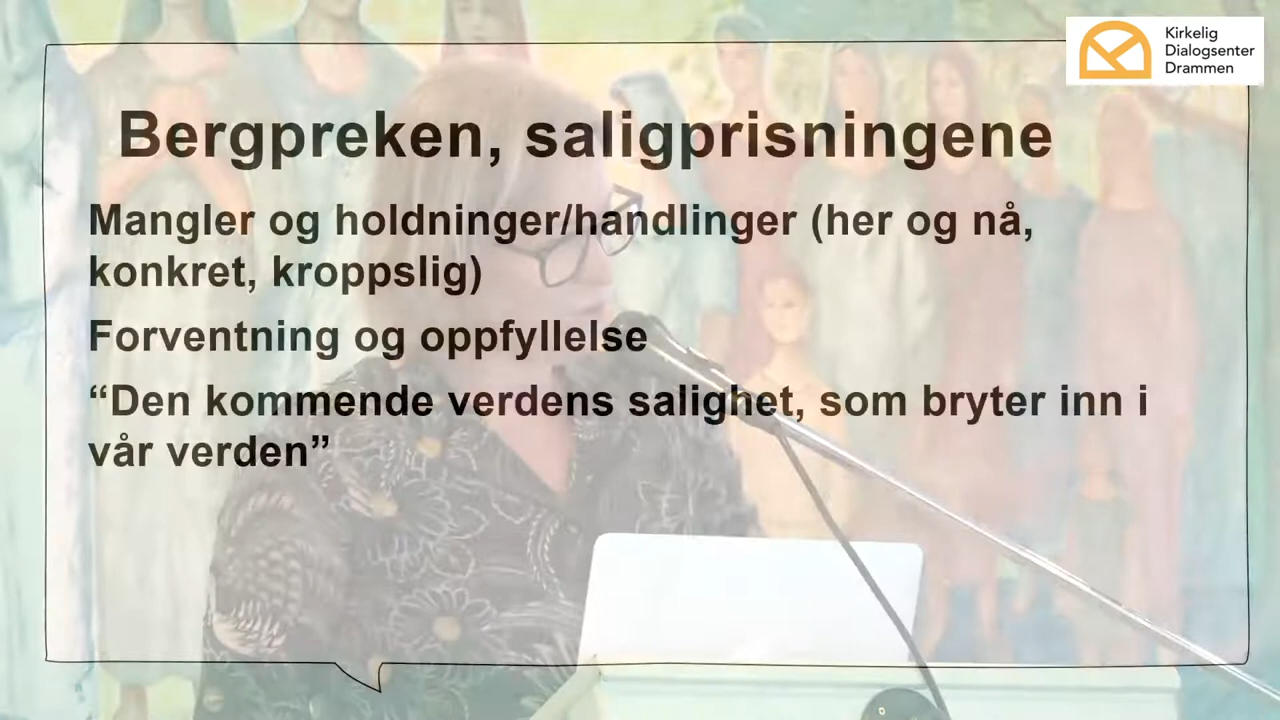 Kirkelig
Dialogsenter
Drammen
Bergpreken, saligprisningene
Mangler og holdninger/handlinger (her og nå,
konkret, kroppslig)
Forventning og oppfyllelse
“Den kommende verdens salighet, som bryter inn i
vår verden”